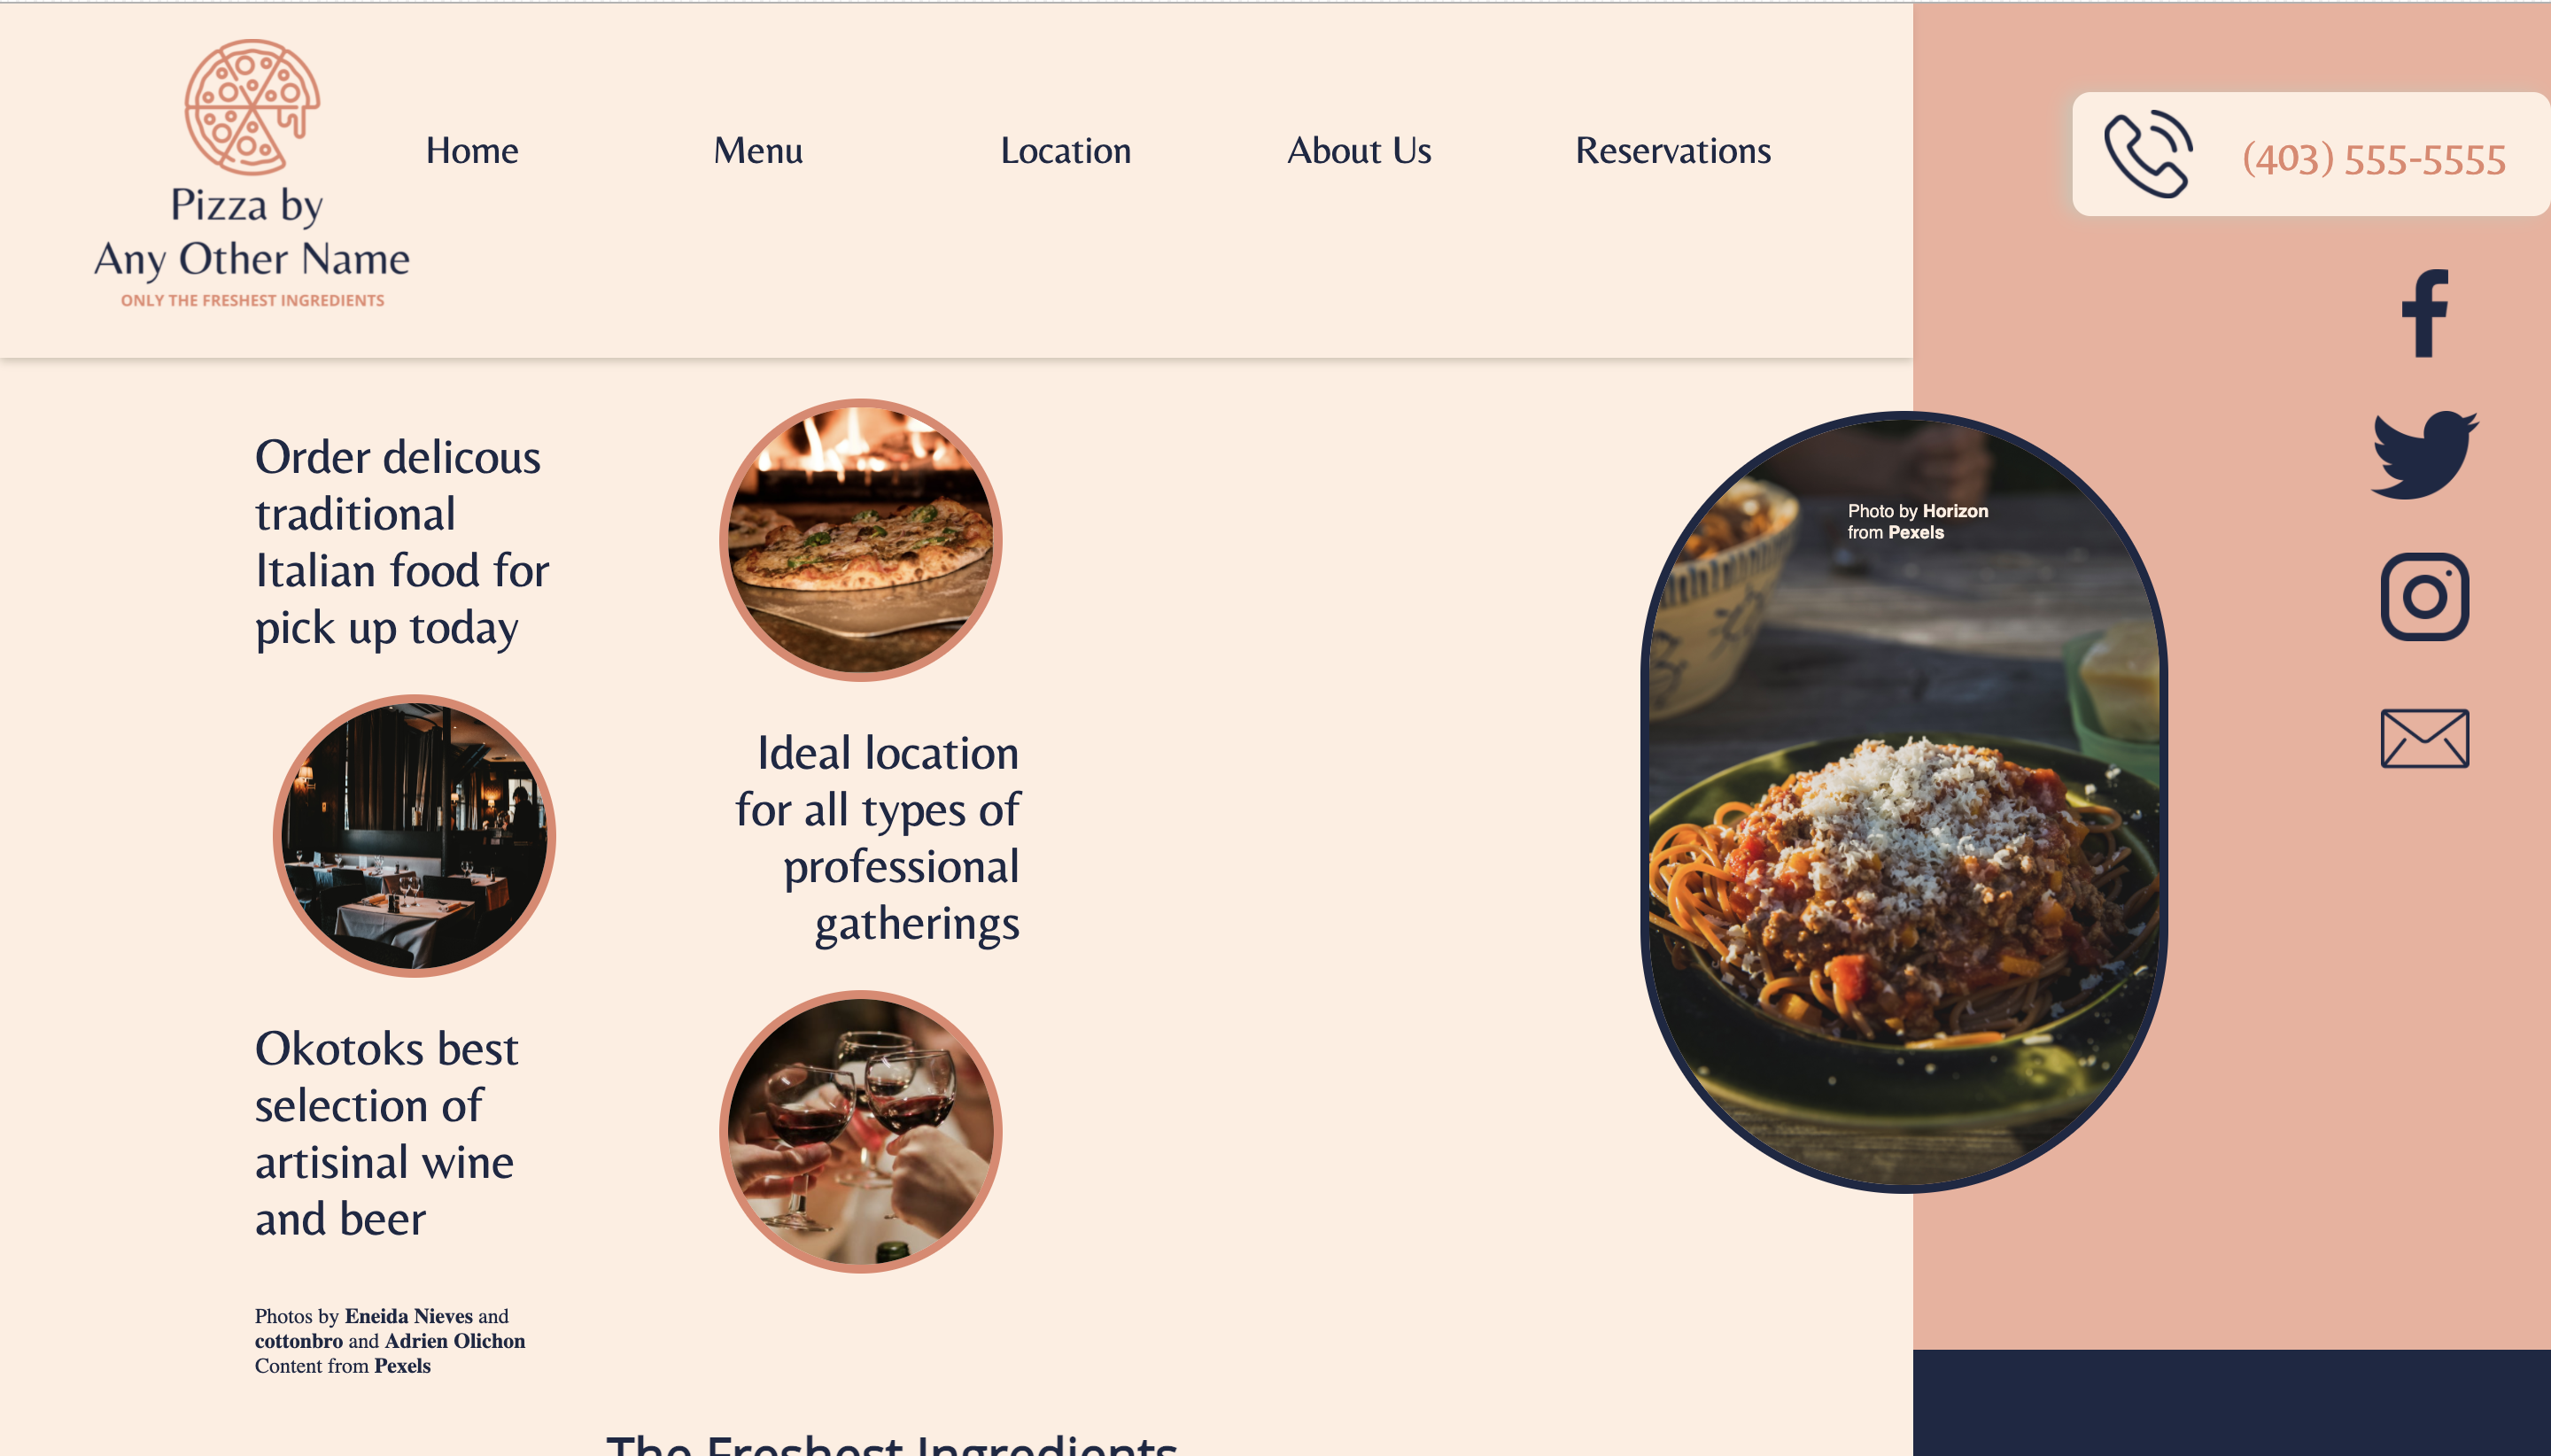 Pizza by
Any Other Name
ONLY THE FRESHEST INGREDIENTS
Home
Menu
Location
About Us
Reservations
(403) 555-5555
Order delicous
traditional
Italian food for
pick up today
Ideal location
for all types of
professional
gatherings
Okotoks best
selection of
artisinal wine
and beer
Photos by Eneida Nieves and
cottonbro and Adrien Olichon
Content from Pexels
Photo by Horizon
from Pexels
The Freshest Ingredients